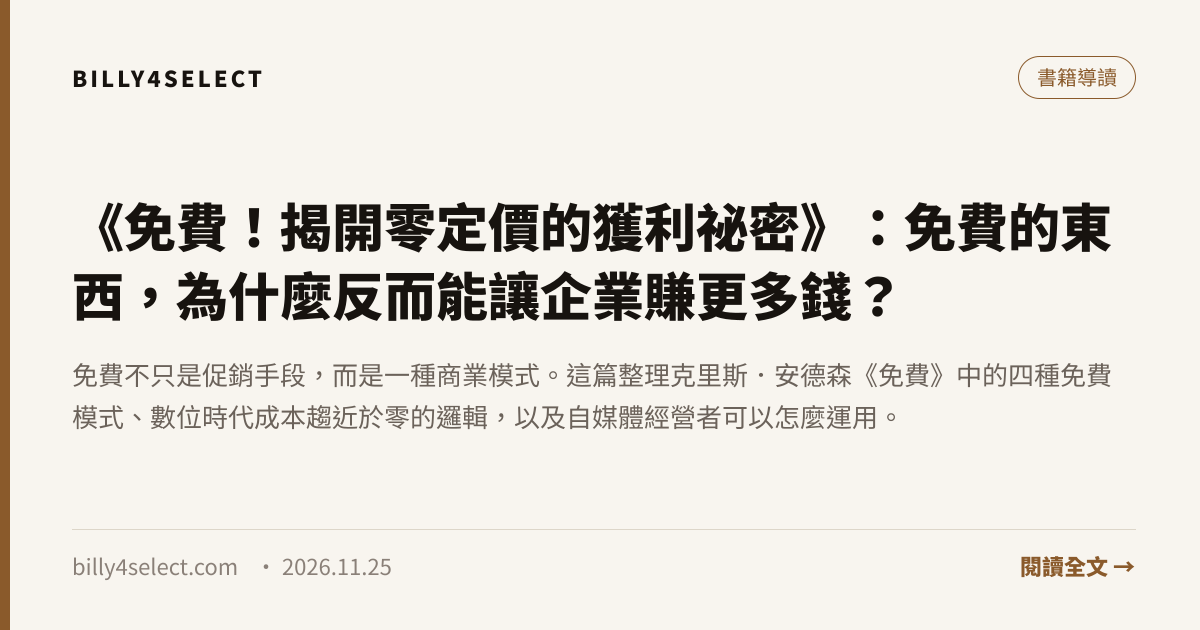 BILLY4SELECT
書籍導讀
《免費！揭開零定價的獲利祕密》：免費的東
西，為什麼反而能讓企業賺更多錢？
免費不只是促銷手段，而是一種商業模式。這篇整理克里斯．安德森《免費》中的四種免費
模式、數位時代成本趨近於零的邏輯，以及自媒體經營者可以怎麼運用。
billy4select.com ・ 2026.11.25
閱讀全文 →